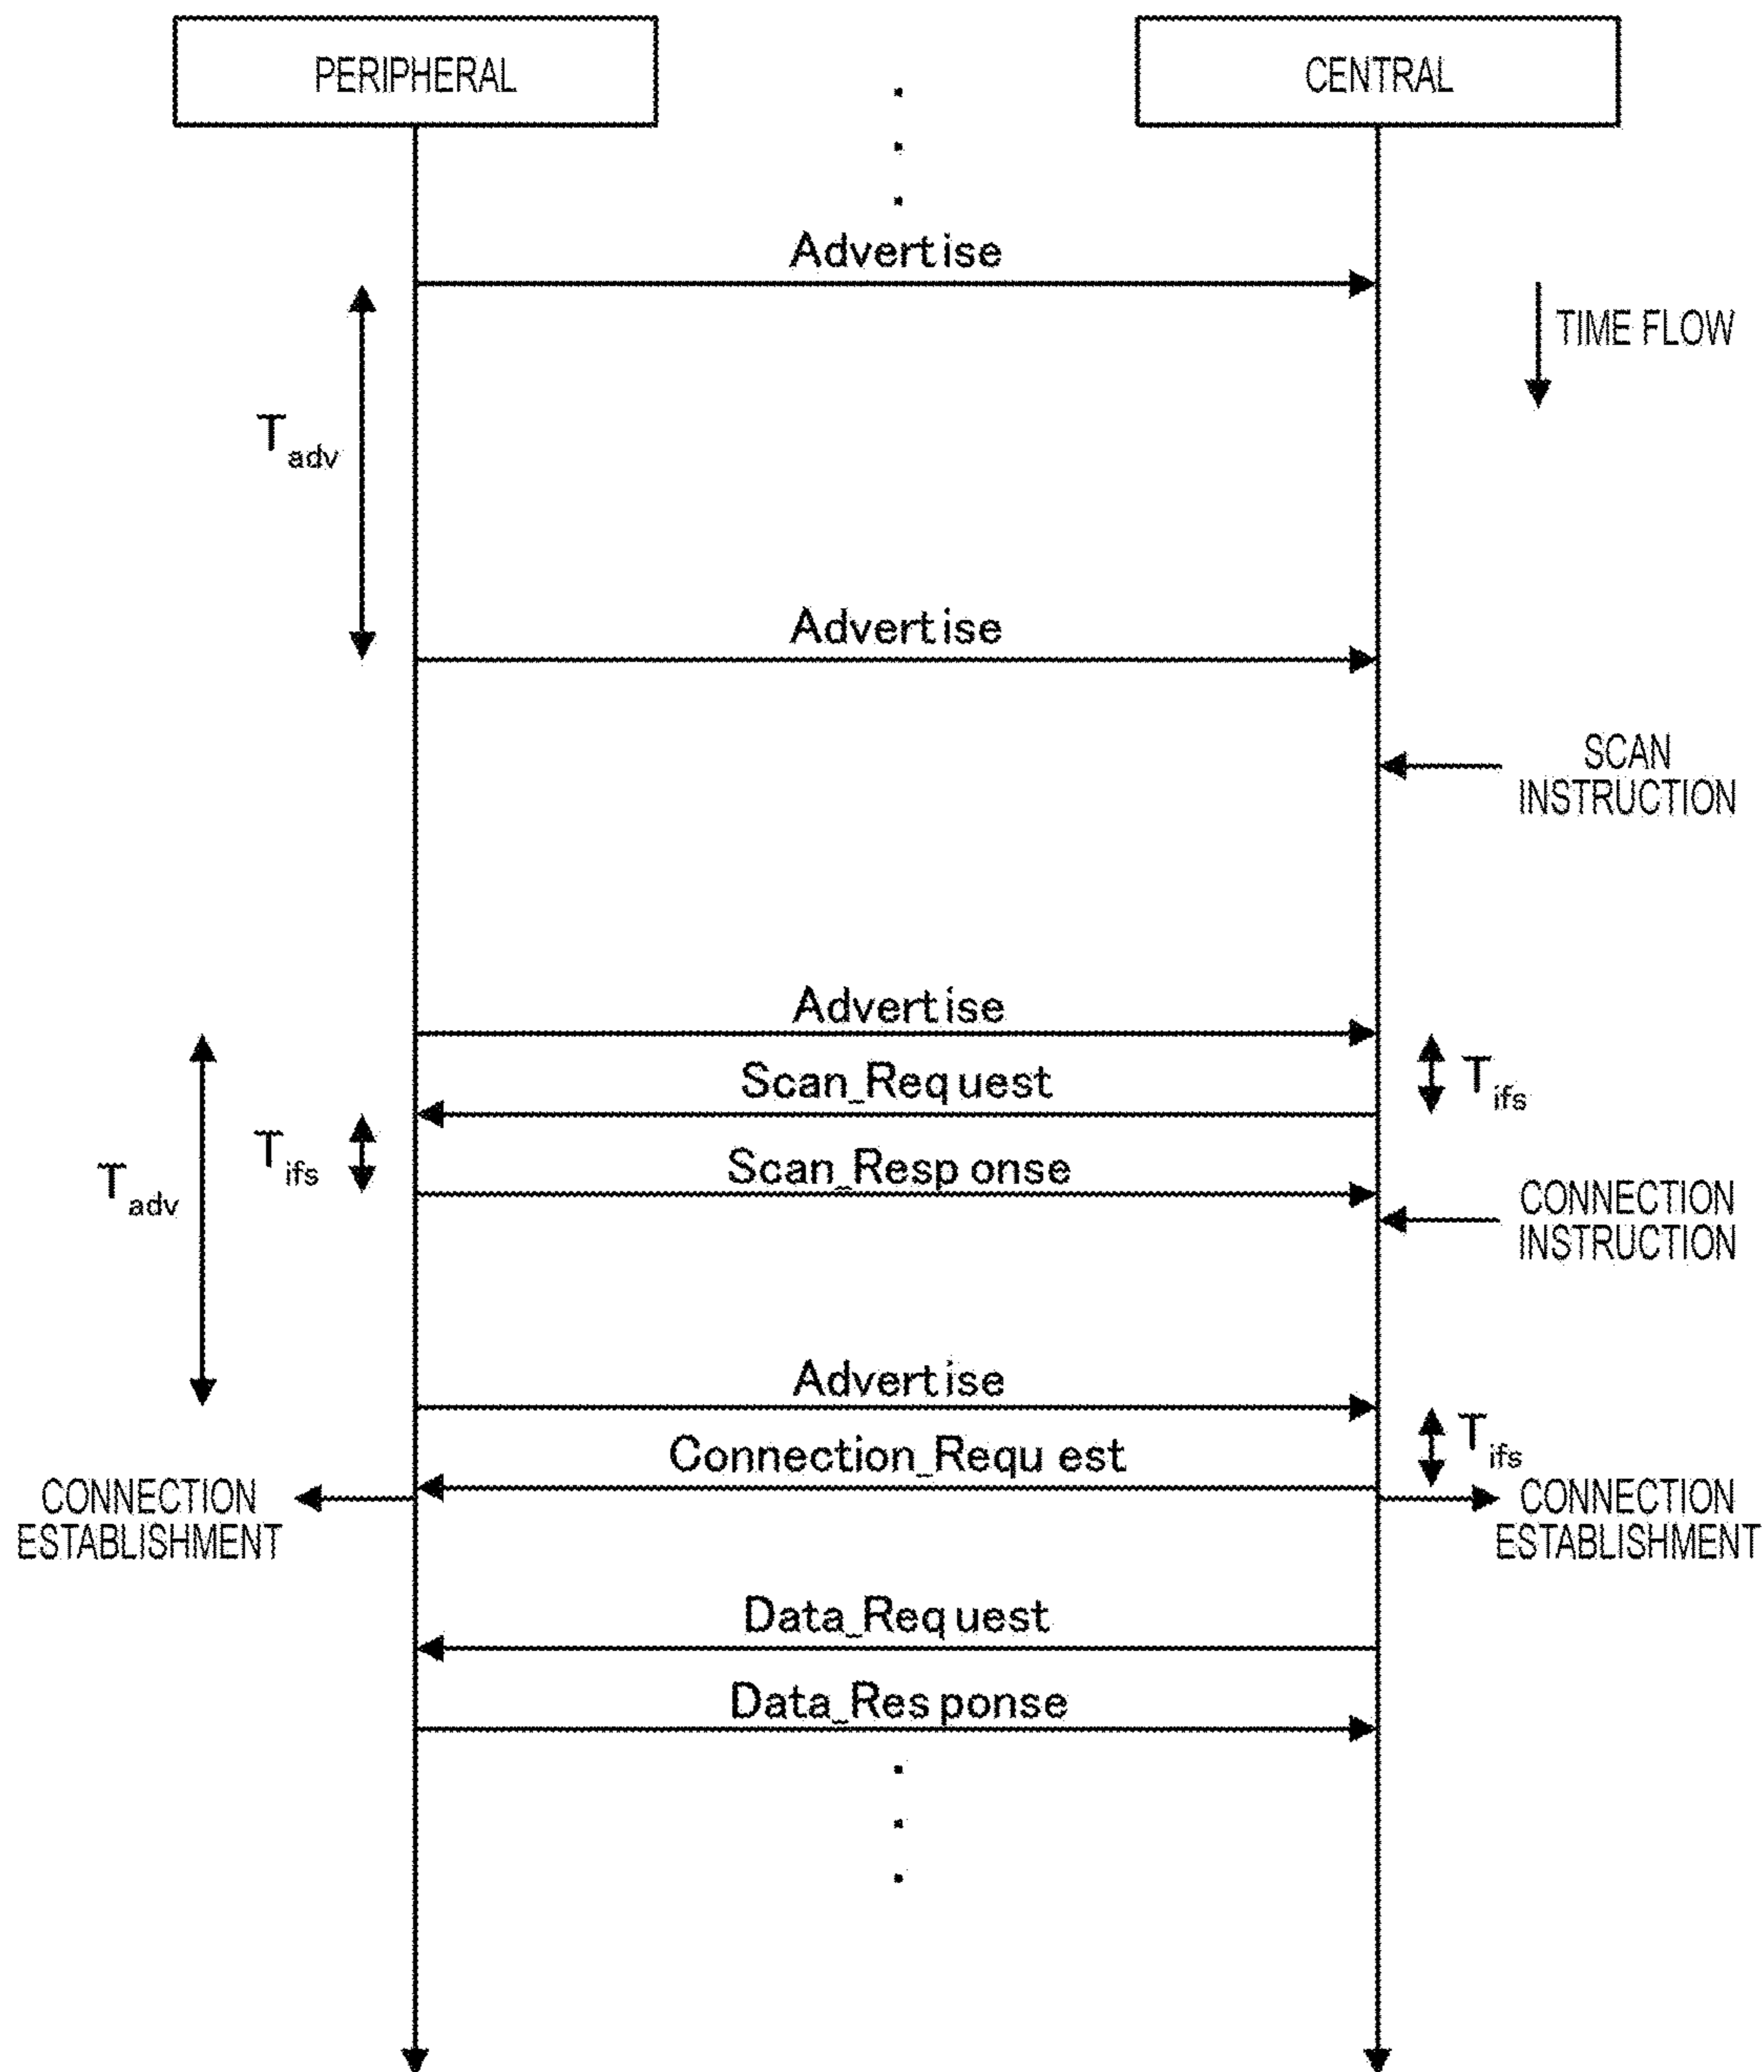 PERIPHERAL
CENTRAL
Advertise
TIME FLOW
Tadv
Advertise
SCAN
INSTRUCTION
Advertise
Scan_Request
Tifs
Tifs
Tadv
Scan_Response
CONNECTION
INSTRUCTION
Advertise
Tifs
Connection_Request
CONNECTION
ESTABLISHMENT
CONNECTION
ESTABLISHMENT
Data_Request
Data_Response